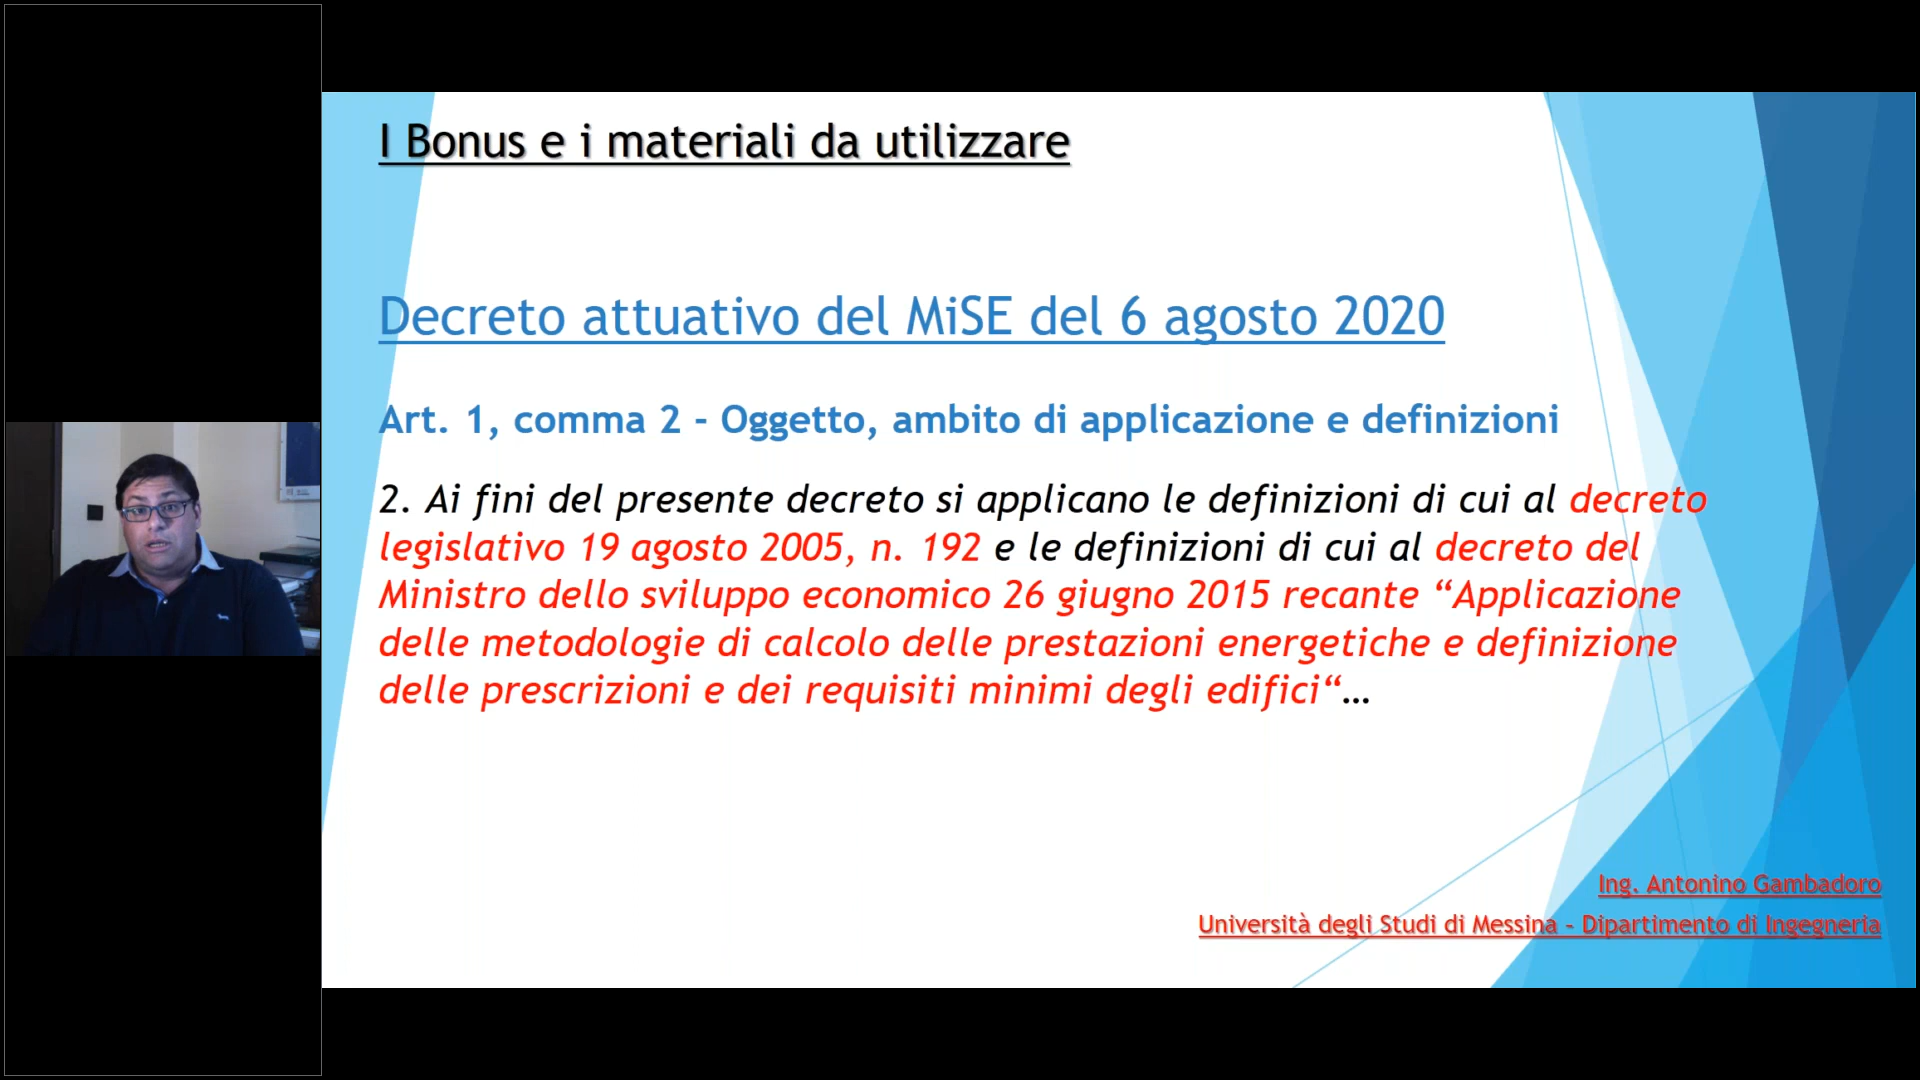 I Bonus e i materiali da utilizzare
Decreto attuativo del MiSE del 6 agosto 2020
Art. 1, comma 2 - Oggetto, ambito di applicazione e definizioni
2. Ai fini del presente decreto si applicano le definizioni di cui al decreto
legislativo 19 agosto 2005, n. 192 e le definizioni di cui al decreto del
Ministro dello sviluppo economico 26 giugno 2015 recante “Applicazione
delle metodologie di calcolo delle prestazioni energetiche e definizione
delle prescrizioni e dei requisiti minimi degli edifici“…
Ing. Antonino Gambadoro
Università degli Studi di Messina - Dipartimento di Ingegneria